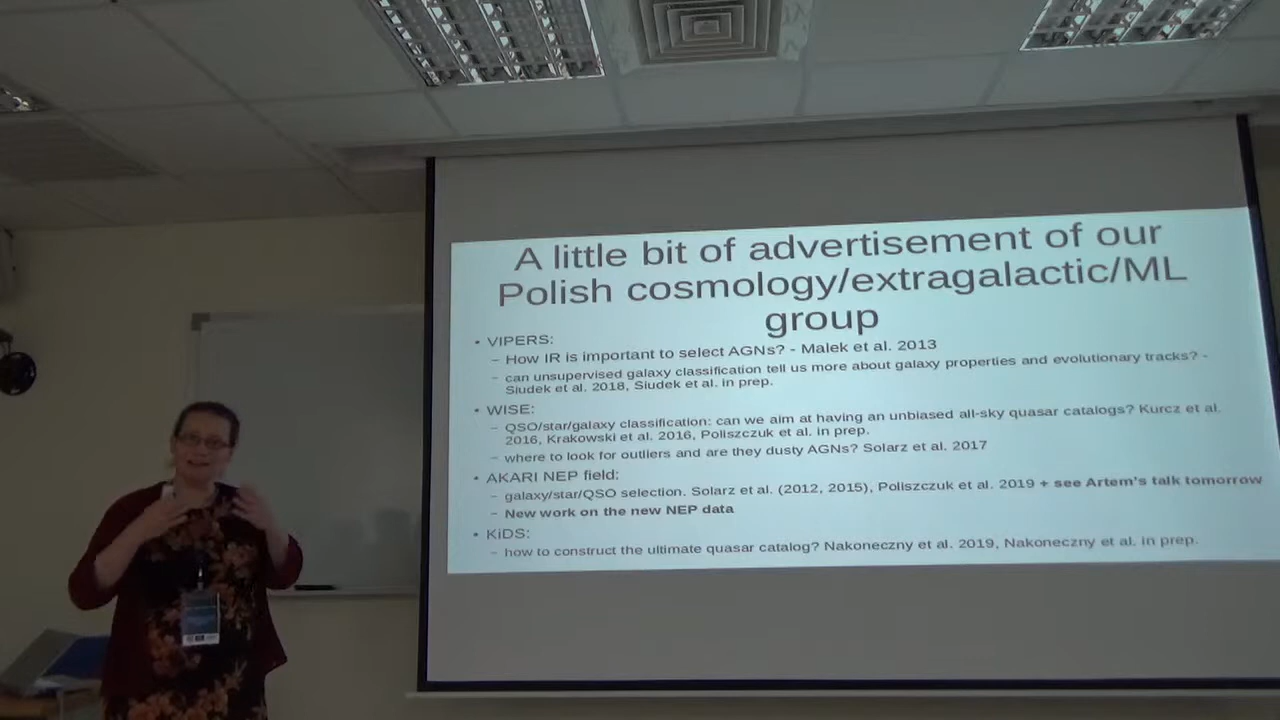 A little bit of advertisement of our
Polish cosmology/extragalactic/ML
group
• VIPERS:
– How IR is important to select AGNs? - Malek et al. 2013
– can unsupervised galaxy classification tell us more about galaxy properties and evolutionary tracks? -
Siudek et al. 2018, Siudek et al. in prep.
• WISE:
– QSO/star/galaxy classification: can we aim at having an unbiased all-sky quasar catalogs? Kurcz et al.
2016, Krakowski et al. 2016, Poliszczuk et al. in prep.
– where to look for outliers and are they dusty AGNs? Solarz et al. 2017
• AKARI NEP field:
– galaxy/star/QSO selection. Solarz et al. (2012, 2015), Poliszczuk et al. 2019 + see Artem's talk tomorrow
– New work on the new NEP data
• KiDS:
– how to construct the ultimate quasar catalog? Nakoneczny et al. 2019, Nakoneczny et al. in prep.